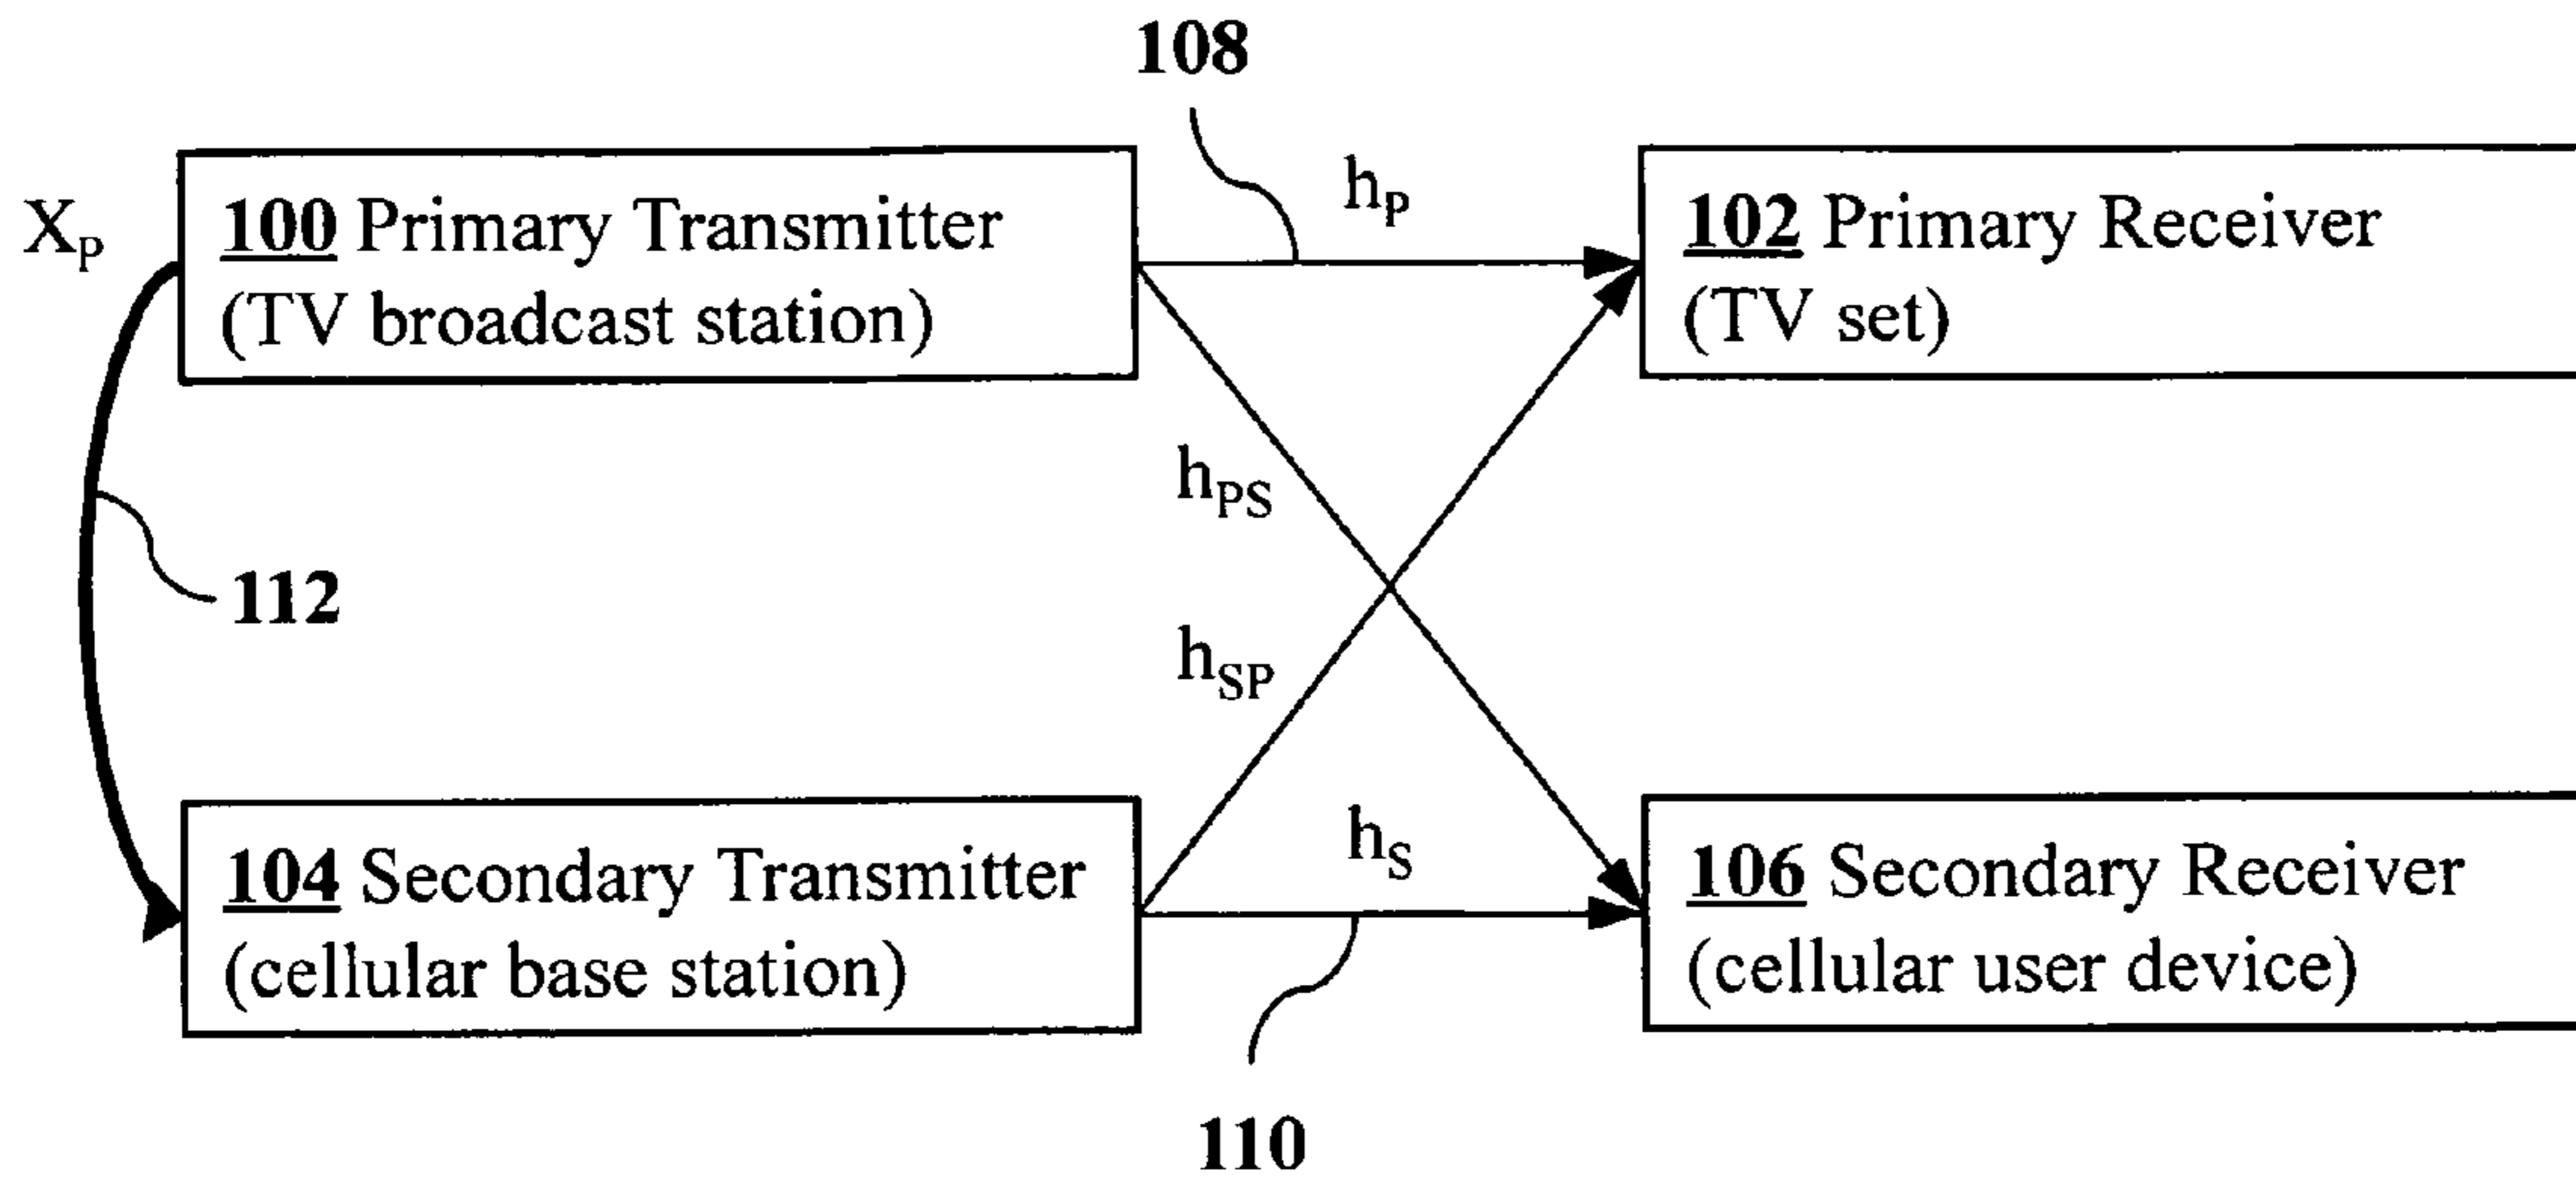 108
h_P
X_P
100 Primary Transmitter
(TV broadcast station)
102 Primary Receiver
(TV set)
h_PS
112
h_SP
h_S
104 Secondary Transmitter
(cellular base station)
106 Secondary Receiver
(cellular user device)
110